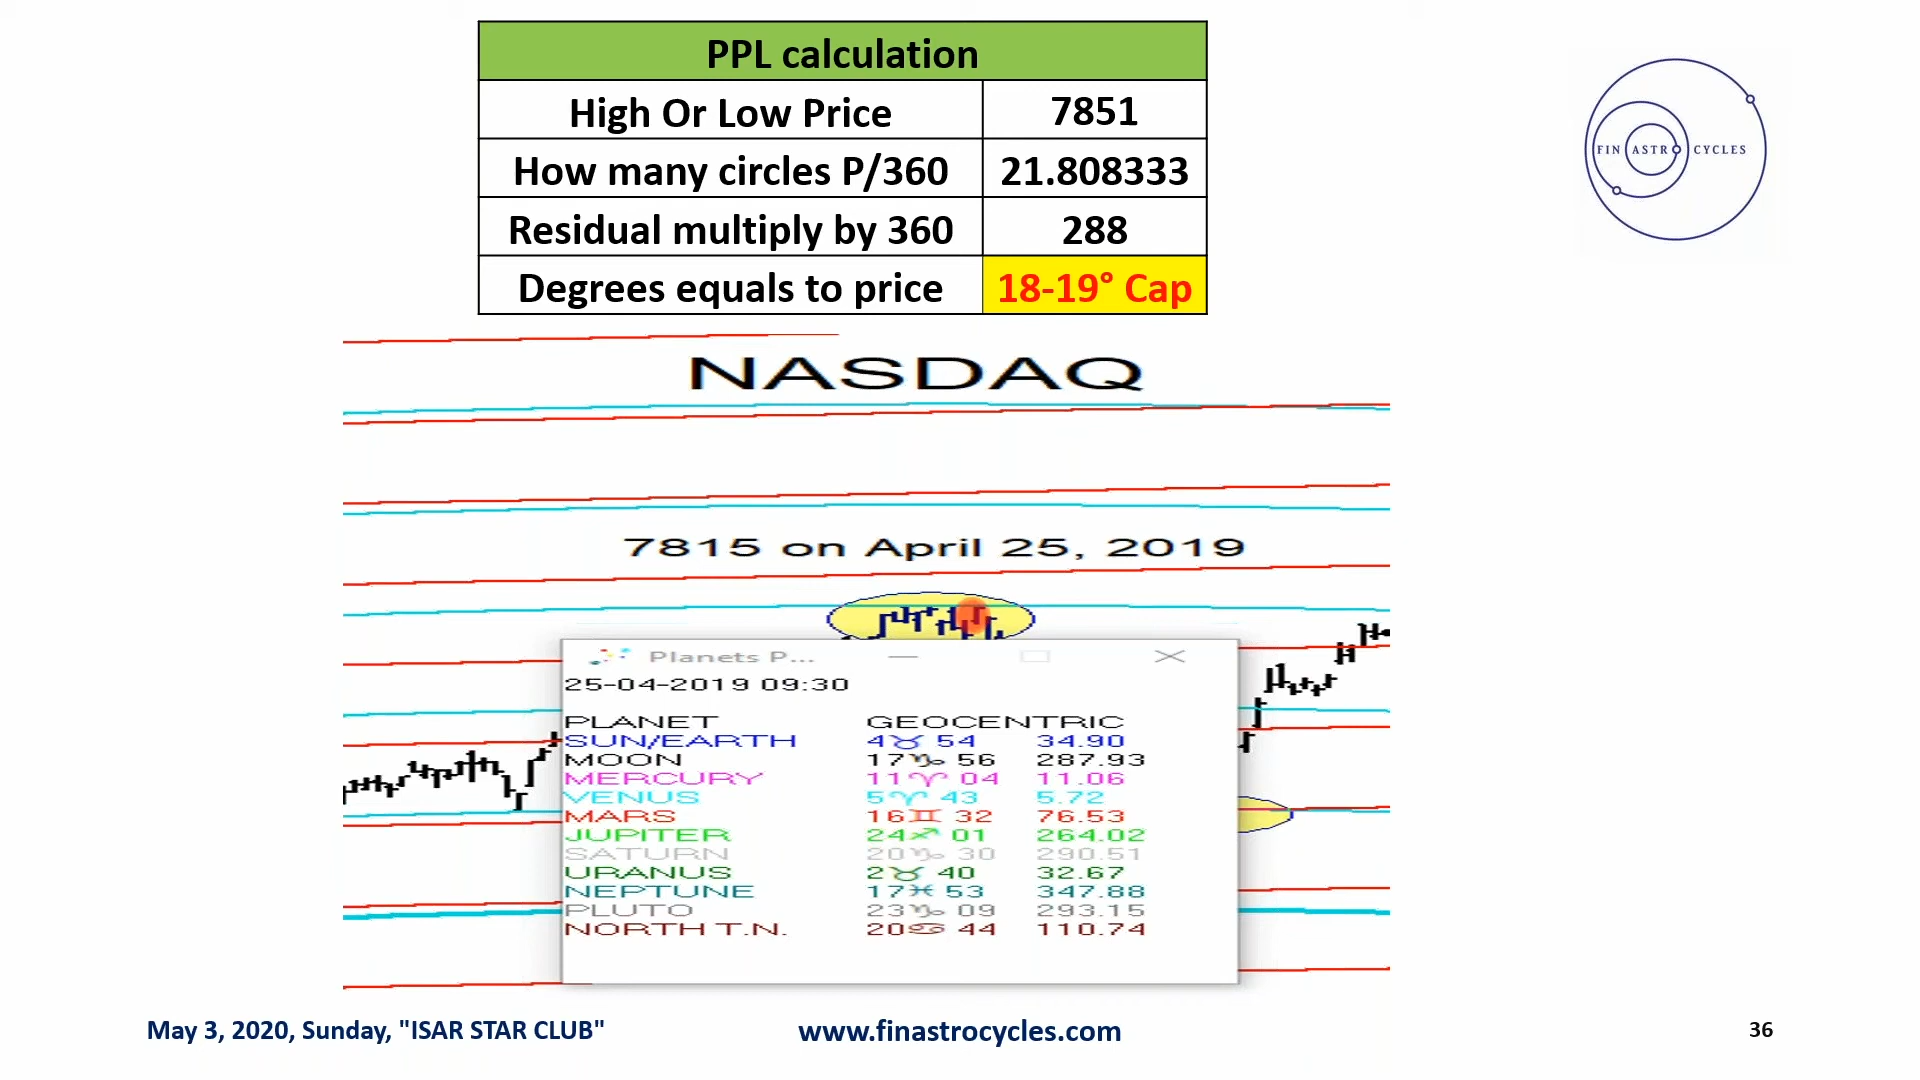 PPL calculation
High Or Low Price 7851
How many circles P/360 21.808333
Residual multiply by 360 288
Degrees equals to price 18-19° Cap
FIN ASTRO CYCLES
NASDAQ
7815 on April 25, 2019
Planets P...
25-04-2019 09:30
PLANET GEOCENTRIC
SUN/EARTH 4♉ 54 34.90
MOON 17♑ 56 287.93
MERCURY 11♈ 04 11.06
VENUS 5♈ 43 5.72
MARS 16♊ 32 76.53
JUPITER 24♐ 01 264.02
SATURN 20♑ 30 290.51
URANUS 2♉ 40 32.67
NEPTUNE 17♓ 53 347.88
PLUTO 23♑ 09 293.15
NORTH T.N. 20♋ 44 110.74
May 3, 2020, Sunday, "ISAR STAR CLUB" www.finastrocycles.com 36